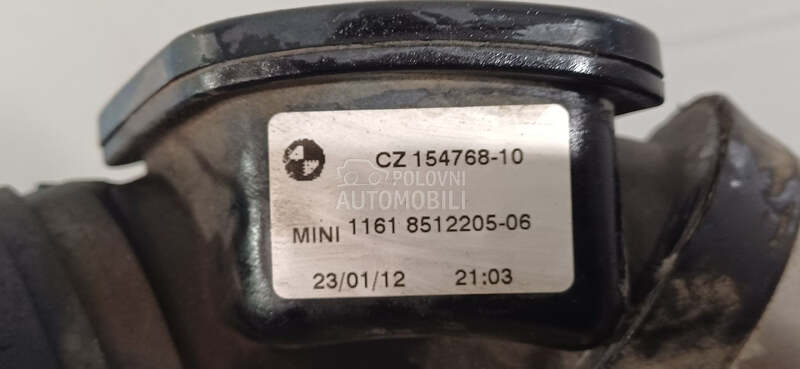 CZ 154768-10
POLOVNI
AUTOMOBILI
MINI 1161 8512205-06
23/01/12 21:03